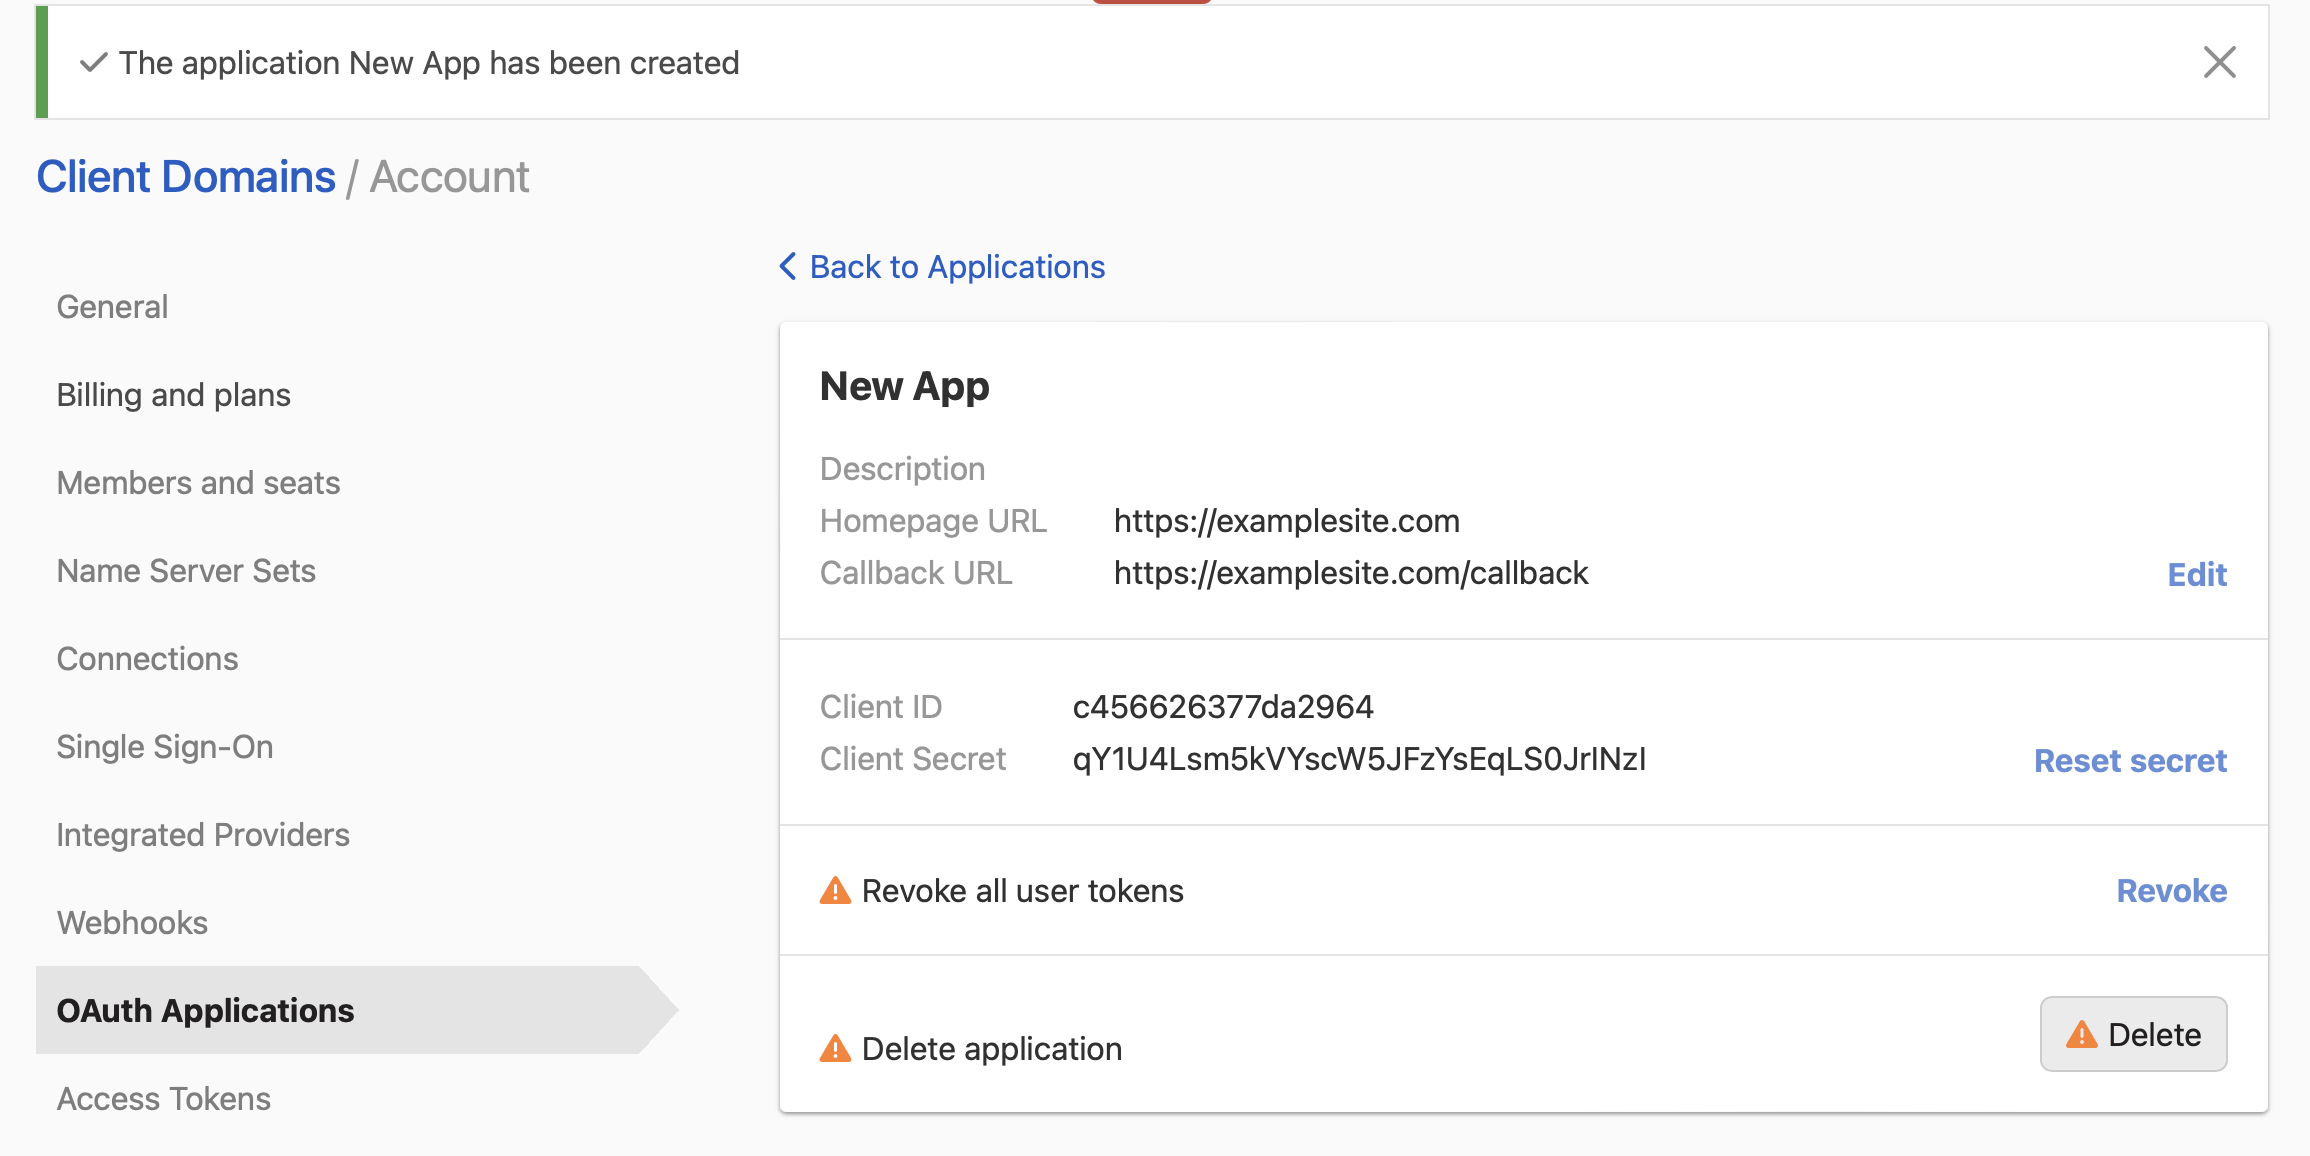 The application New App has been created
Client Domains / Account
General
Billing and plans
Members and seats
Name Server Sets
Connections
Single Sign-On
Integrated Providers
Webhooks
OAuth Applications
Access Tokens
Back to Applications
New App
Description
Homepage URL https://examplesite.com
Callback URL https://examplesite.com/callback
Edit
Client ID c456626377da2964
Client Secret qY1U4Lsm5kVYscW5JFzYsEqLS0JrINzI
Reset secret
Revoke all user tokens
Revoke
Delete application
Delete